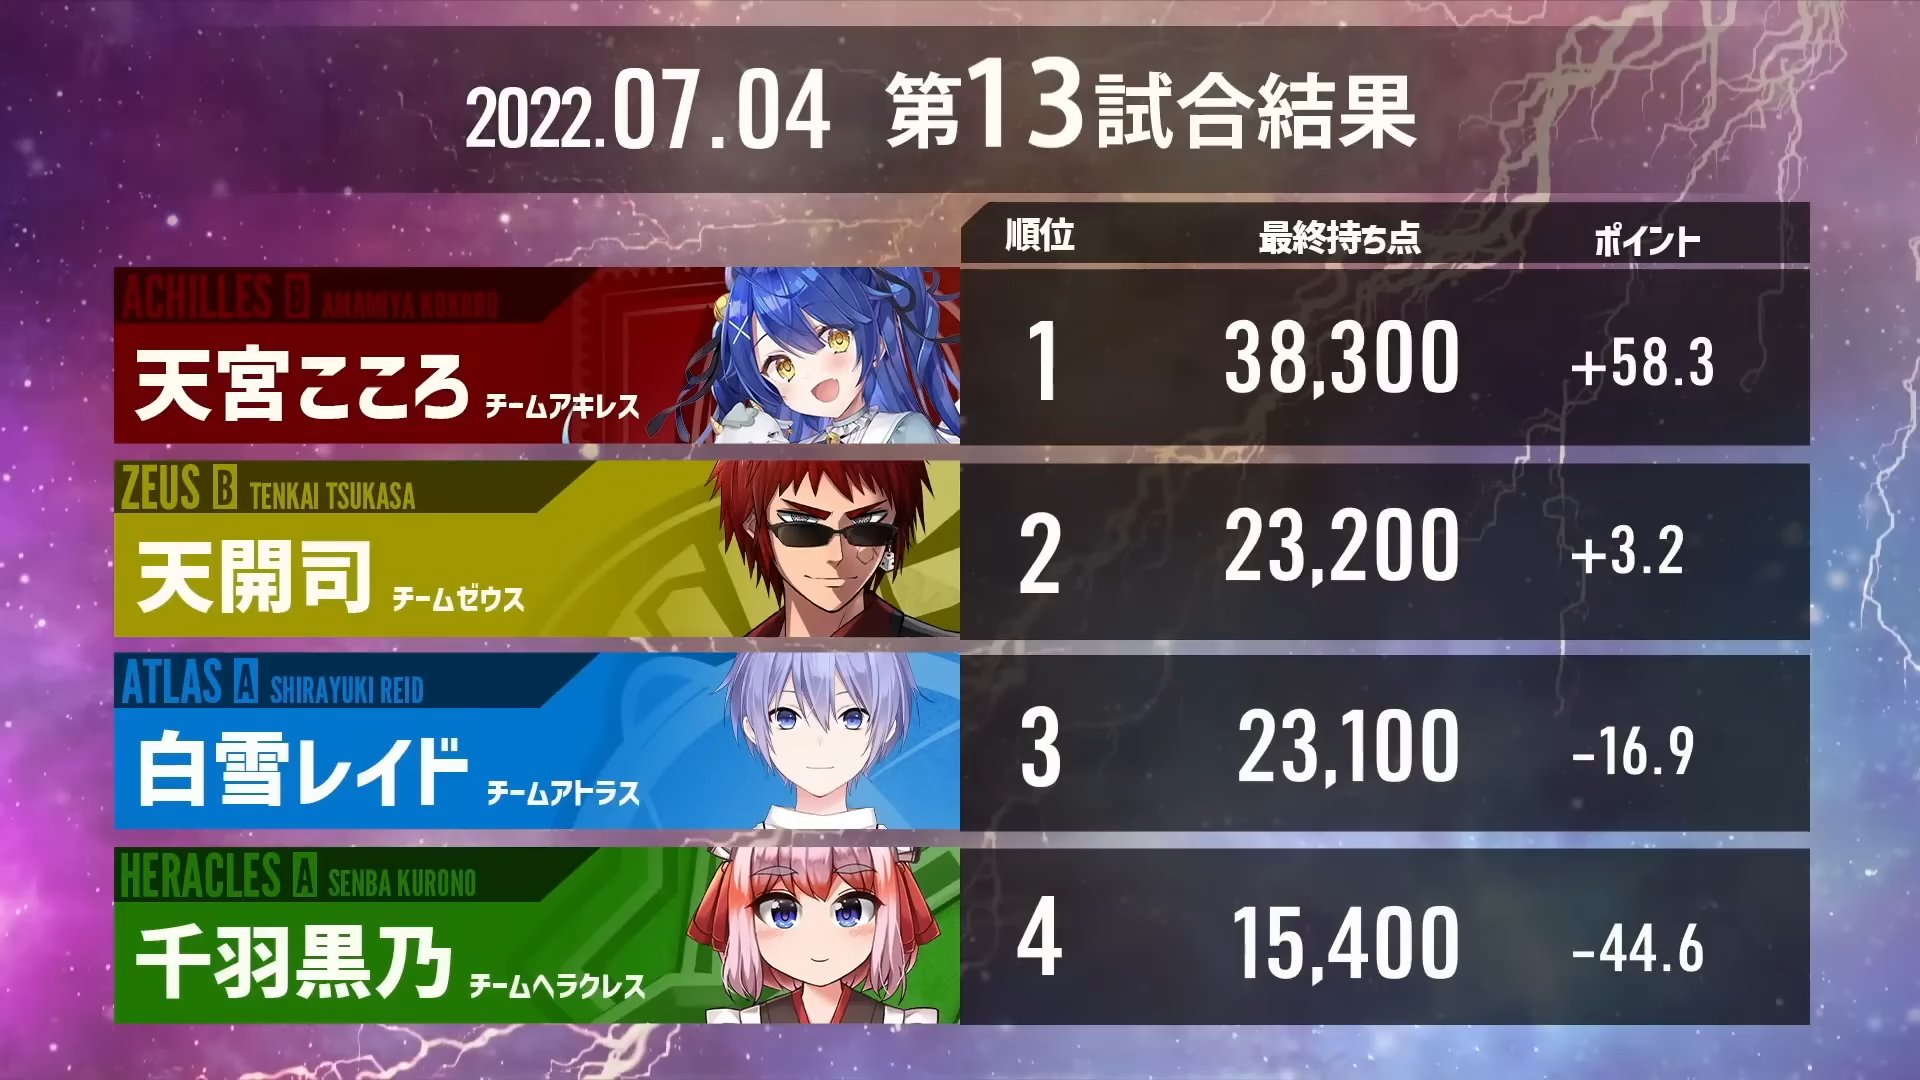 2022.07.04 第13試合結果
順位 最終持ち点 ポイント
ACHILLES B AMAMIYA KOKORO
天宮こころ チームアキレス
1 38,300 +58.3
ZEUS B TENKAI TSUKASA
天開司 チームゼウス
2 23,200 +3.2
ATLAS A SHIRAYUKI REID
白雪レイド チームアトラス
3 23,100 -16.9
HERACLES A SENBA KURONO
千羽黒乃 チームヘラクレス
4 15,400 -44.6